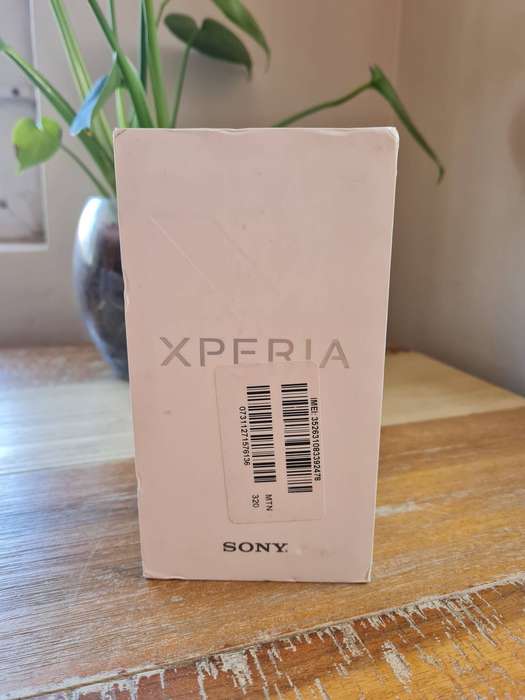 XPERIA
IMEI: 352631083392478
07311271576136
MTN
320
SONY